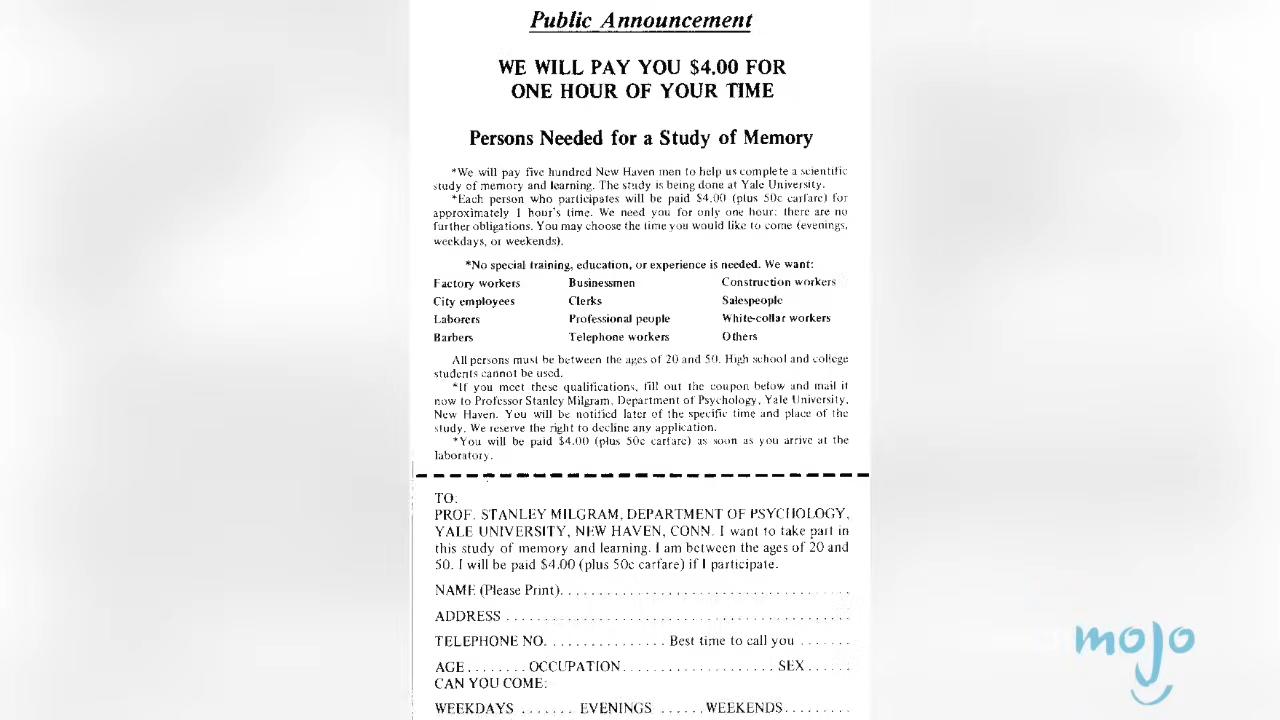 Public Announcement
WE WILL PAY YOU $4.00 FOR
ONE HOUR OF YOUR TIME
Persons Needed for a Study of Memory
*We will pay five hundred New Haven men to help us complete a scientific
study of memory and learning. The study is being done at Yale University.
*Each person who participates will be paid $4.00 (plus 50c carfare) for
approximately 1 hour's time. We need you for only one hour: there are no
further obligations. You may choose the time you would like to come (evenings,
weekdays, or weekends).
*No special training, education, or experience is needed. We want:
Factory workers Businessmen Construction workers
City employees Clerks Salespeople
Laborers Professional people White-collar workers
Barbers Telephone workers Others
All persons must be between the ages of 20 and 50. High school and college
students cannot be used.
*If you meet these qualifications, fill out the coupon below and mail it
now to Professor Stanley Milgram, Department of Psychology, Yale University,
New Haven. You will be notified later of the specific time and place of the
study. We reserve the right to decline any application.
*You will be paid $4.00 (plus 50c carfare) as soon as you arrive at the
laboratory.
TO:
PROF. STANLEY MILGRAM, DEPARTMENT OF PSYCHOLOGY,
YALE UNIVERSITY, NEW HAVEN, CONN. I want to take part in
this study of memory and learning. I am between the ages of 20 and
50. I will be paid $4.00 (plus 50c carfare) if I participate.
NAME (Please Print). . . . . . . . . . . . . . . . . . . . . . . . . . . . . . . .
ADDRESS . . . . . . . . . . . . . . . . . . . . . . . . . . . . . . . . . . . . . .
TELEPHONE NO. . . . . . . . . . . . . . . . Best time to call you . . . . . . .
AGE . . . . . . . . OCCUPATION . . . . . . . . . . . . . . . . . . . SEX . . . . . .
CAN YOU COME:
WEEKDAYS . . . . . . . EVENINGS . . . . . . WEEKENDS . . . . . . . . .
mojo